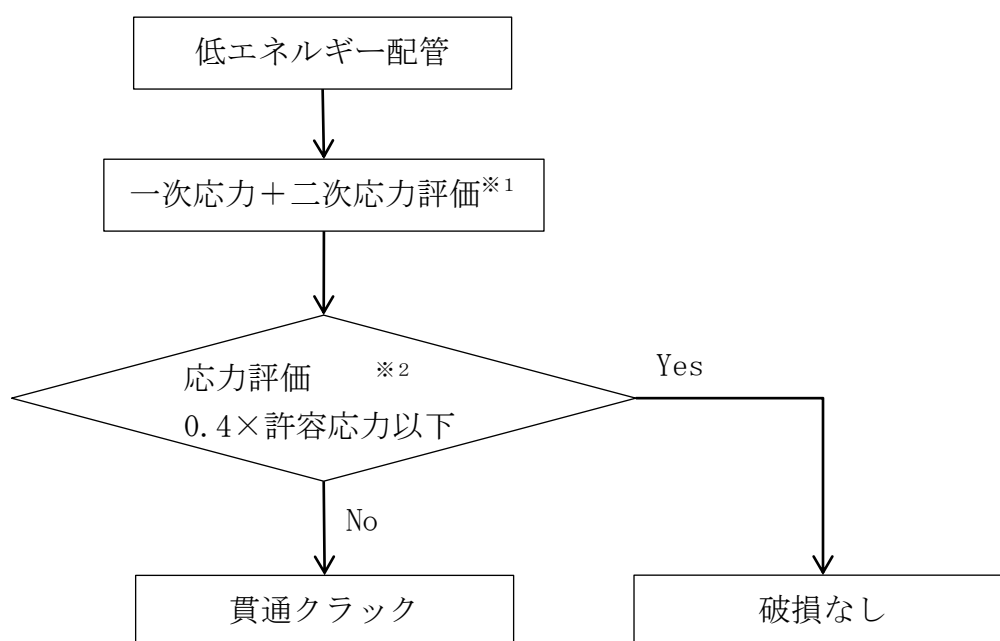 低エネルギー配管
一次応力+二次応力評価※1
応力評価 ※2
0.4×許容応力以下
Yes
No
貫通クラック
破損なし